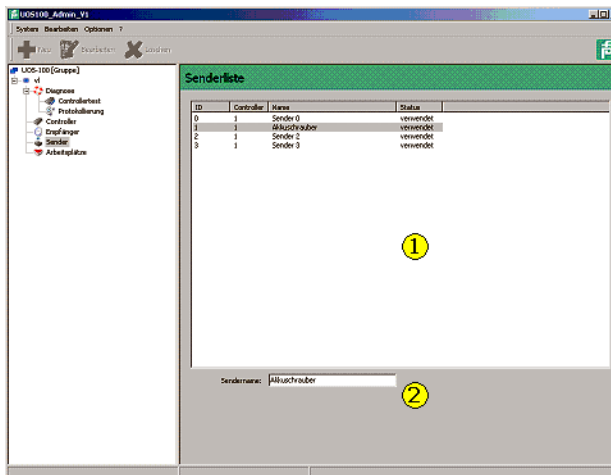 UOS100_Admin_V1
System Bearbeiten Optionen ?
Neu Bearbeiten Löschen
UOS-100 [Gruppe]
vl
Diagnose
Controllertest
Protokollierung
Controller
Empfänger
Sender
Arbeitsplätze
Senderliste
ID Controller Name Status
0 1 Sender 0 verwendet
1 1 Akkuschrauber verwendet
2 1 Sender 2 verwendet
3 1 Sender 3 verwendet
1
Sendername: Akkuschrauber
2